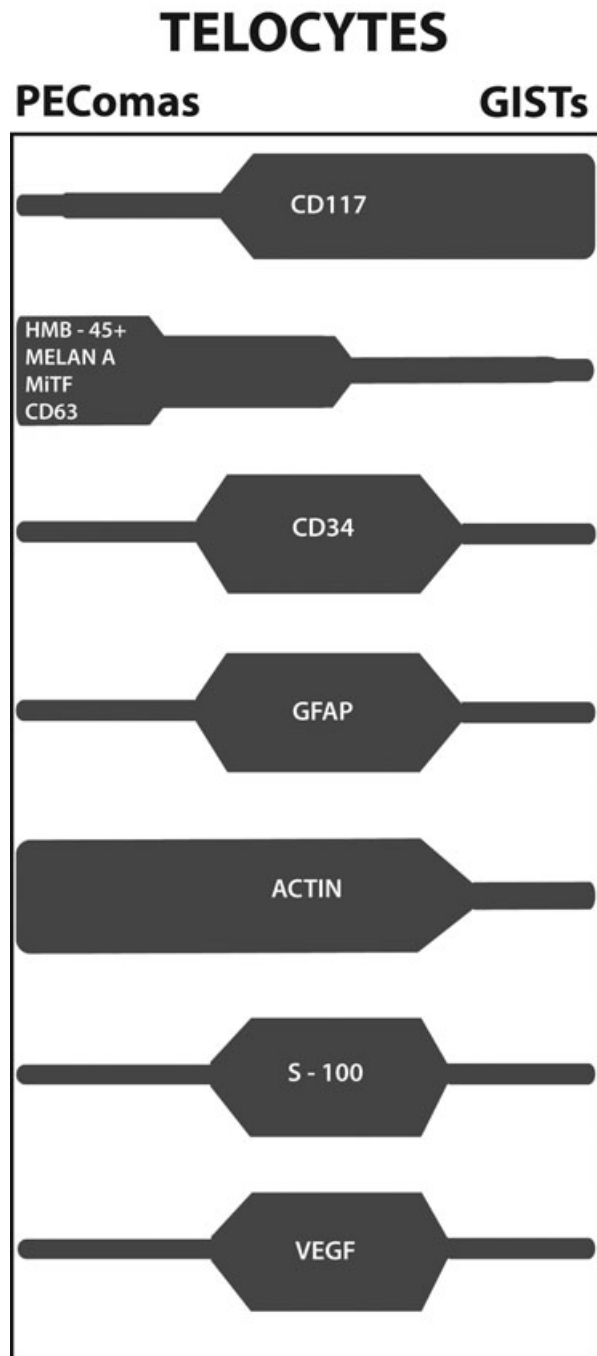 TELOCYTES
PEComas GISTs
CD117
HMB - 45+
MELAN A
MiTF
CD63
CD34
GFAP
ACTIN
S - 100
VEGF